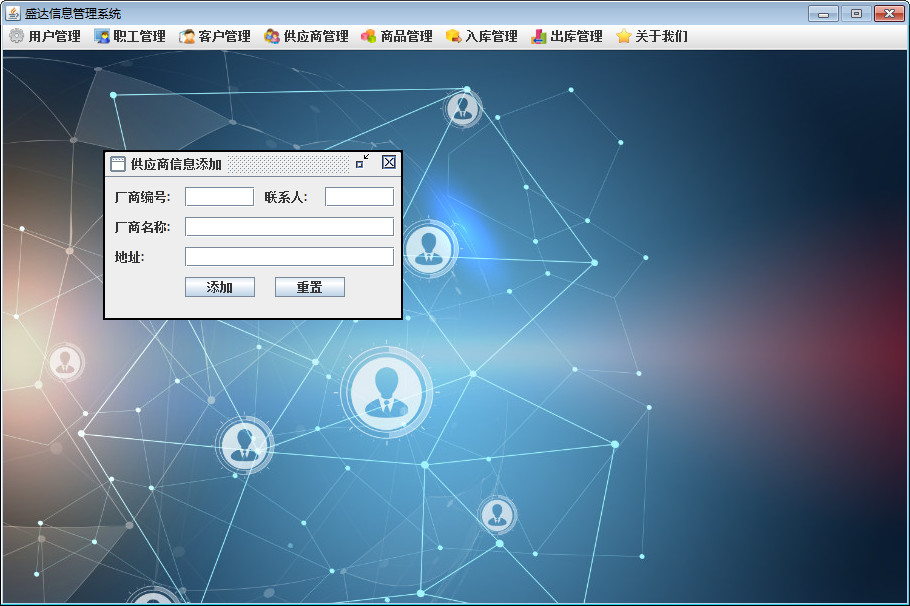 盛达信息管理系统
用户管理 职工管理 客户管理 供应商管理 商品管理 入库管理 出库管理 关于我们
供应商信息添加
厂商编号: 联系人:
厂商名称:
地址:
添加 重置